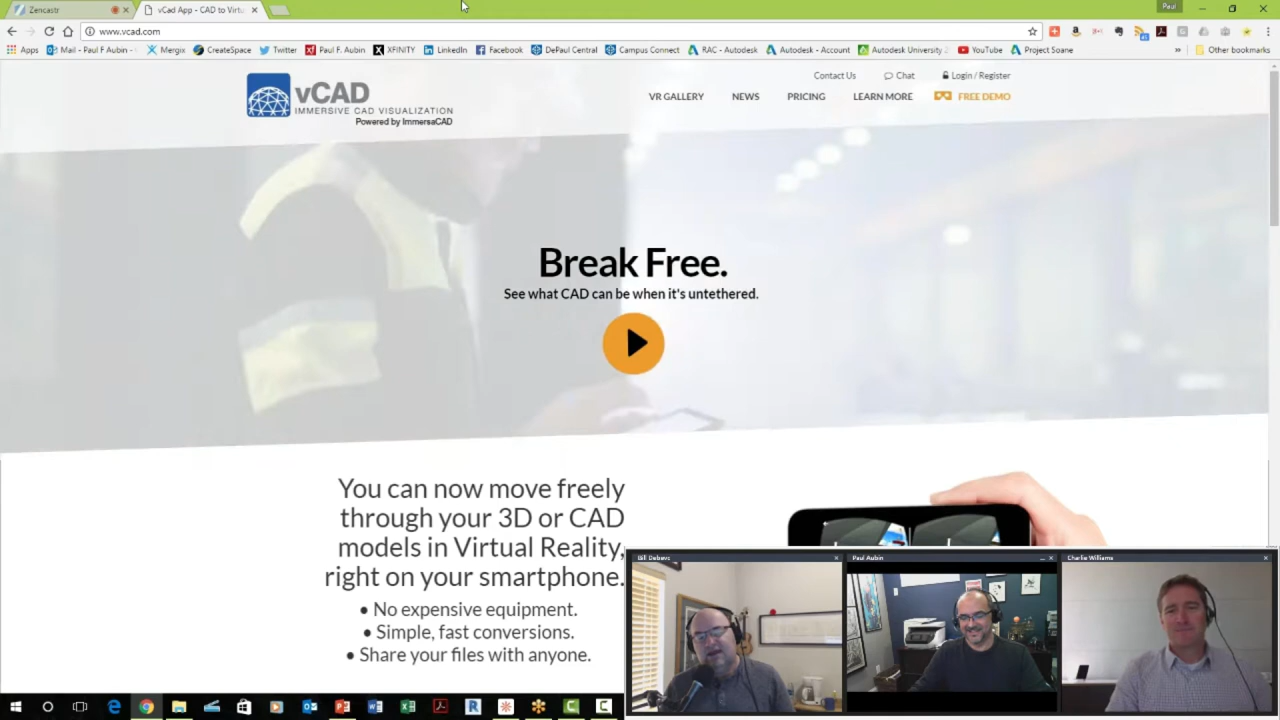 Zencastr
vCad App - CAD to Virtu
Paul
www.vcad.com
Apps
Mail - Paul F Aubin -
Mergix
CreateSpace
Twitter
Paul F. Aubin
XFINITY
LinkedIn
Facebook
DePaul Central
Campus Connect
RAC - Autodesk
Autodesk - Account
Autodesk University
YouTube
Project Soane
»
Other bookmarks
vCAD
IMMERSIVE CAD VISUALIZATION
Powered by ImmersaCAD
Contact Us
Chat
Login / Register
VR GALLERY
NEWS
PRICING
LEARN MORE
FREE DEMO
Break Free.
See what CAD can be when it's untethered.
You can now move freely
through your 3D or CAD
models in Virtual Reality,
right on your smartphone.
• No expensive equipment.
• Simple, fast conversions.
• Share your files with anyone.
Paul Aubin
Charlie Williams